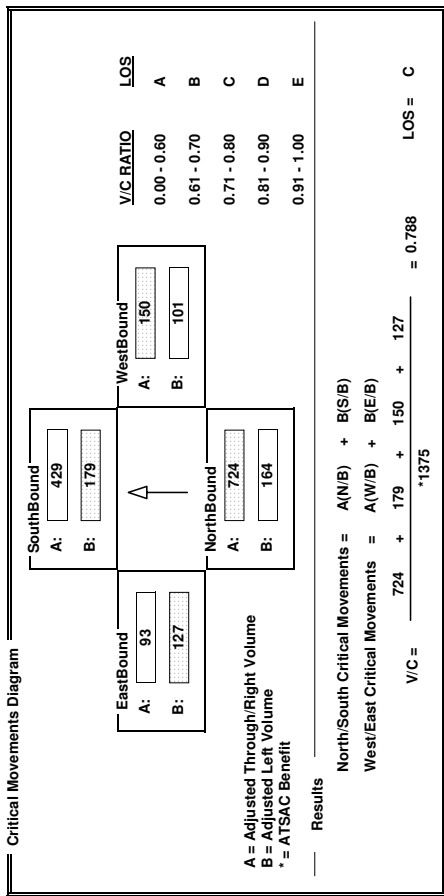 Critical Movements Diagram
SouthBound
A: 429
B: 179
EastBound
A: 93
B: 127
WestBound
A: 150
B: 101
NorthBound
A: 724
B: 164
V/C RATIO LOS
0.00 - 0.60 A
0.61 - 0.70 B
0.71 - 0.80 C
0.81 - 0.90 D
0.91 - 1.00 E
A = Adjusted Through/Right Volume
B = Adjusted Left Volume
* = ATSAC Benefit
Results
North/South Critical Movements = A(N/B) + B(S/B)
West/East Critical Movements = A(W/B) + B(E/B)
V/C = 724 + 179 + 150 + 127 = 0.788 LOS = C
*1375